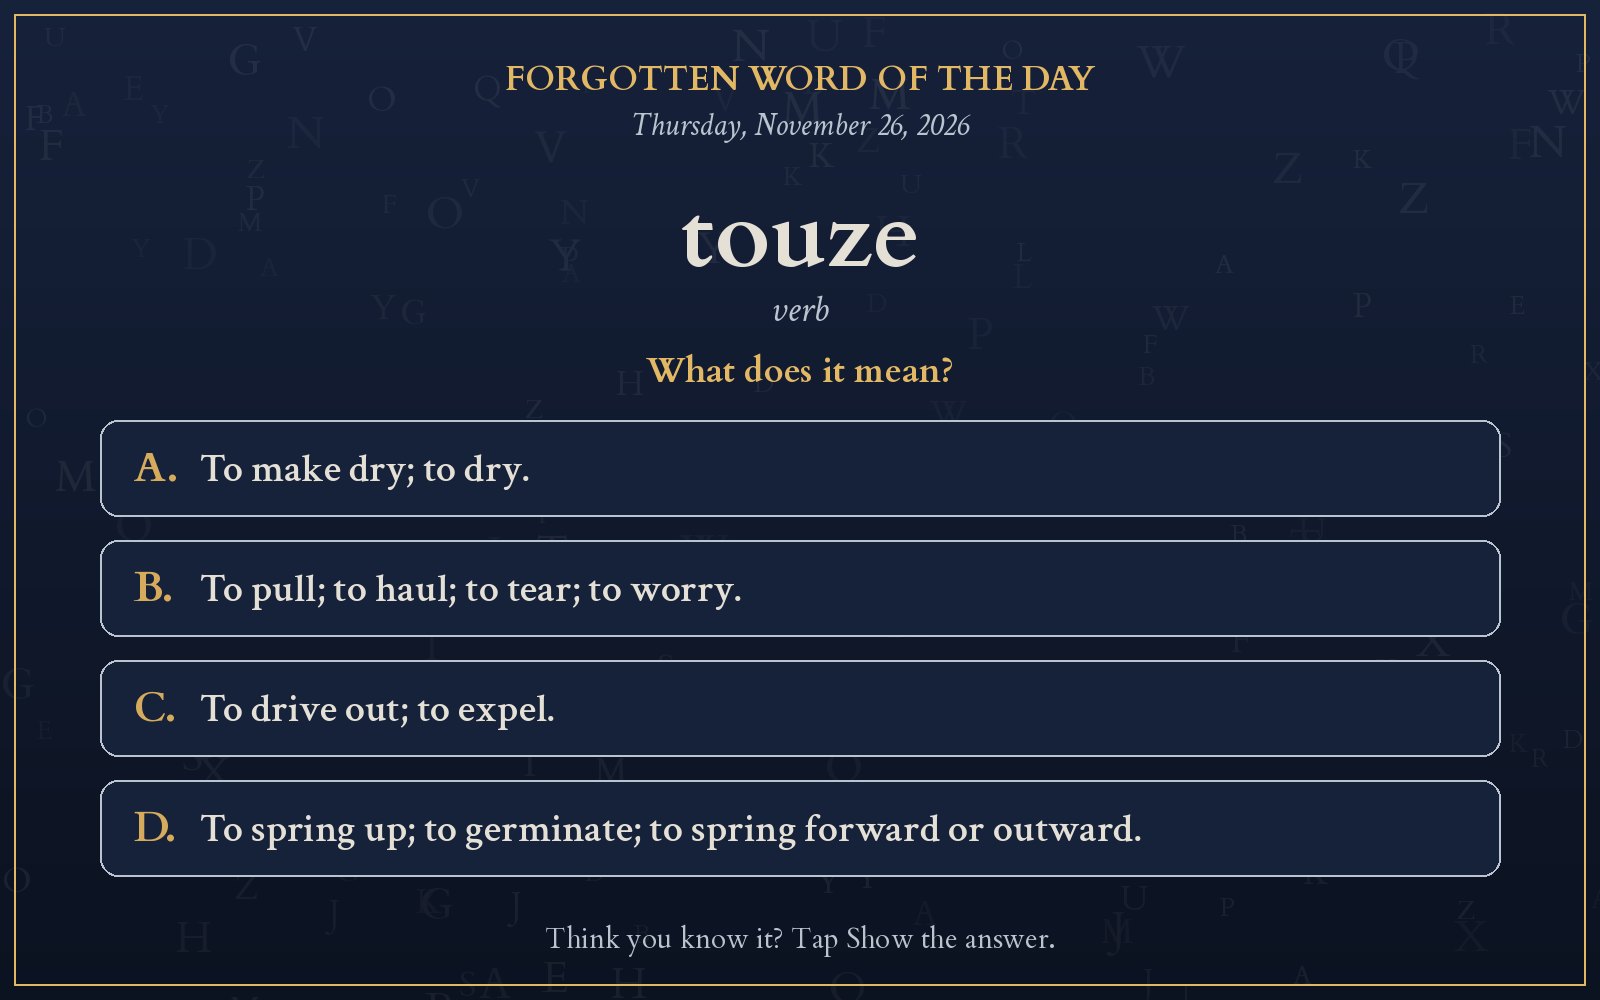 FORGOTTEN WORD OF THE DAY
Thursday, November 26, 2026
touze
verb
What does it mean?
A. To make dry; to dry.
B. To pull; to haul; to tear; to worry.
C. To drive out; to expel.
D. To spring up; to germinate; to spring forward or outward.
Think you know it? Tap Show the answer.